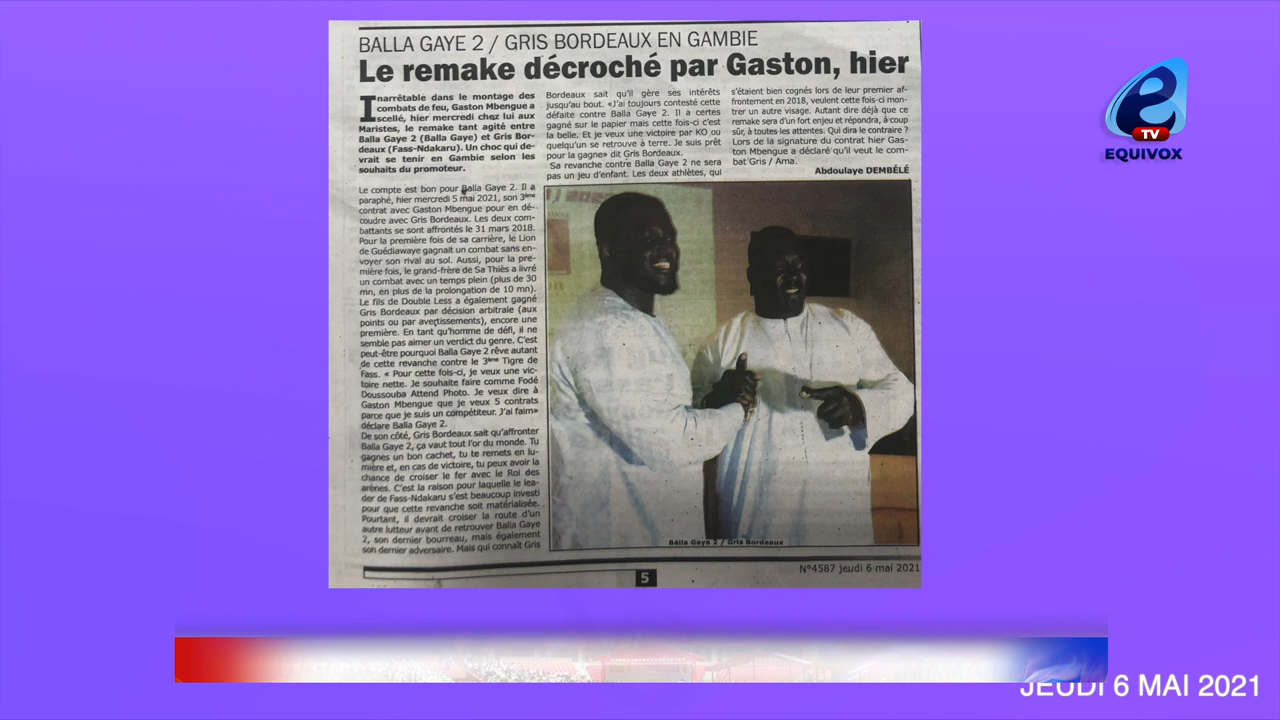 BALLA GAYE 2 / GRIS BORDEAUX EN GAMBIE
Le remake décroché par Gaston, hier
Inarrêtable dans le montage des
combats de feu, Gaston Mbengue a
scellé, hier mercredi chez lui aux
Maristes, le remake tant agité entre
Balla Gaye 2 (Balla Gaye) et Gris Bor-
deaux (Fass-Ndakaru). Un choc qui de-
vrait se tenir en Gambie selon les
souhaits du promoteur.
Le compte est bon pour Balla Gaye 2. Il a
paraphé, hier mercredi 5 mai 2021, son 3ème
contrat avec Gaston Mbengue pour en dé-
coudre avec Gris Bordeaux. Les deux com-
battants se sont affrontés le 31 mars 2018.
Pour la première fois de sa carrière, le Lion
de Guédiawaye gagnait un combat sans en-
voyer son rival au sol. Aussi, pour la pre-
mière fois, le grand-frère de Sa Thiès a livré
un combat avec un temps plein (plus de 30
mn, en plus de la prolongation de 10 mn).
Le fils de Double Less a également gagné
Gris Bordeaux par décision arbitrale (aux
points ou par avertissements), encore une
première. En tant qu'homme de défi, il ne
semble pas aimer un verdict du genre. C'est
peut-être pourquoi Balla Gaye 2 rêve autant
de cette revanche contre le 3ème Tigre de
Fass. « Pour cette fois-ci, je veux une vic-
toire nette. Je souhaite faire comme Fodé
Doussouba Attend Photo. Je veux dire à
Gaston Mbengue que je veux 5 contrats
parce que je suis un compétiteur. J'ai faim»
déclare Balla Gaye 2.
De son côté, Gris Bordeaux sait qu'affronter
Balla Gaye 2, ça vaut tout l'or du monde. Tu
gagnes un bon cachet, tu te remets en lu-
mière et, en cas de victoire, tu peux avoir la
chance de croiser le fer avec le Roi des
arènes. C'est la raison pour laquelle le lea-
der de Fass-Ndakaru s'est beaucoup investi
pour que cette revanche soit matérialisée.
Pourtant, il devrait croiser la route d'un
autre lutteur avant de retrouver Balla Gaye
2, son dernier bourreau, mais également
son dernier adversaire. Mais qui connaît Gris
Bordeaux sait qu'il gère ses intérêts
jusqu'au bout. «J'ai toujours contesté cette
défaite contre Balla Gaye 2. Il a certes
gagné sur le papier mais cette fois-ci c'est
la belle. Et je veux une victoire par KO ou
quelqu'un se retrouve à terre. Je suis prêt
pour la gagne» dit Gris Bordeaux.
Sa revanche contre Balla Gaye 2 ne sera
pas un jeu d'enfant. Les deux athlètes, qui
s'étaient bien cognés lors de leur premier af-
frontement en 2018, veulent cette fois-ci mon-
trer un autre visage. Autant dire déjà que ce
remake sera d'un fort enjeu et répondra, à coup
sûr, à toutes les attentes. Qui dira le contraire ?
Lors de la signature du contrat hier Gas-
ton Mbengue a déclaré qu'il veut le com-
bat Gris / Ama.
Abdoulaye DEMBÉLÉ
Balla Gaye 2 / Gris Bordeaux
5
N°4587 jeudi 6 mai 2021
e
TV
EQUIVOX
JEUDI 6 MAI 2021